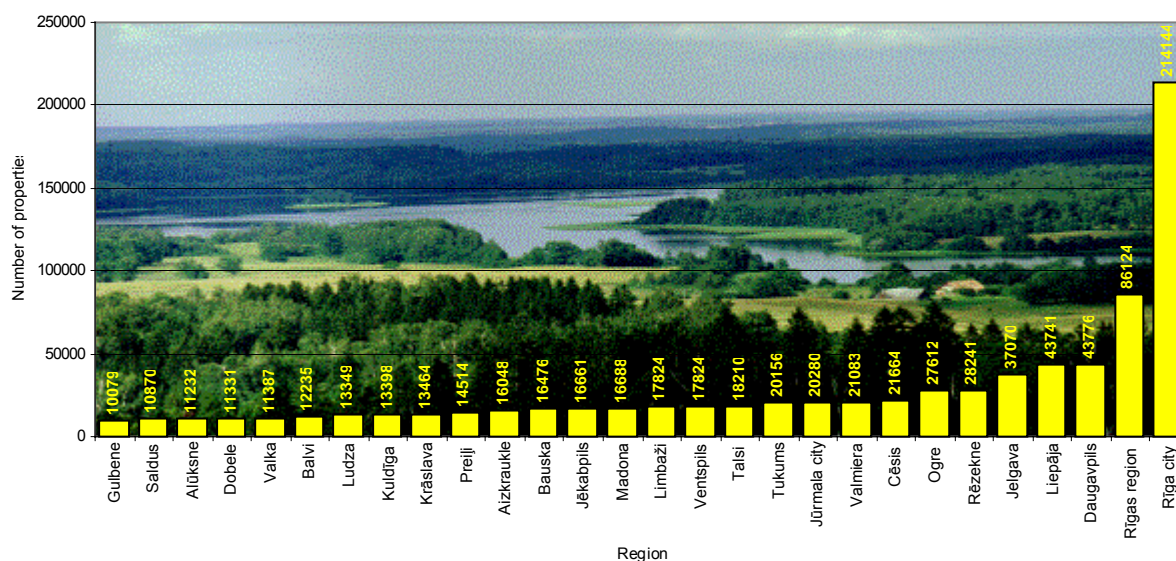 250000
200000
150000
100000
50000
0
Number of properties
10079
10870
11232
11331
11387
12235
13349
13398
13464
14514
16048
16476
16661
16688
17824
17824
18210
20156
20280
21083
21664
27612
28241
37070
43741
43776
86124
214144
Gulbene
Saldus
Alūksne
Dobele
Valka
Balvi
Ludza
Kuldīga
Krāslava
Preiļi
Aizkraukle
Bauska
Jēkabpils
Madona
Limbaži
Ventspils
Talsi
Tukums
Jūrmala city
Valmiera
Cēsis
Ogre
Rēzekne
Jelgava
Liepāja
Daugavpils
Rīgas region
Rīga city
Region